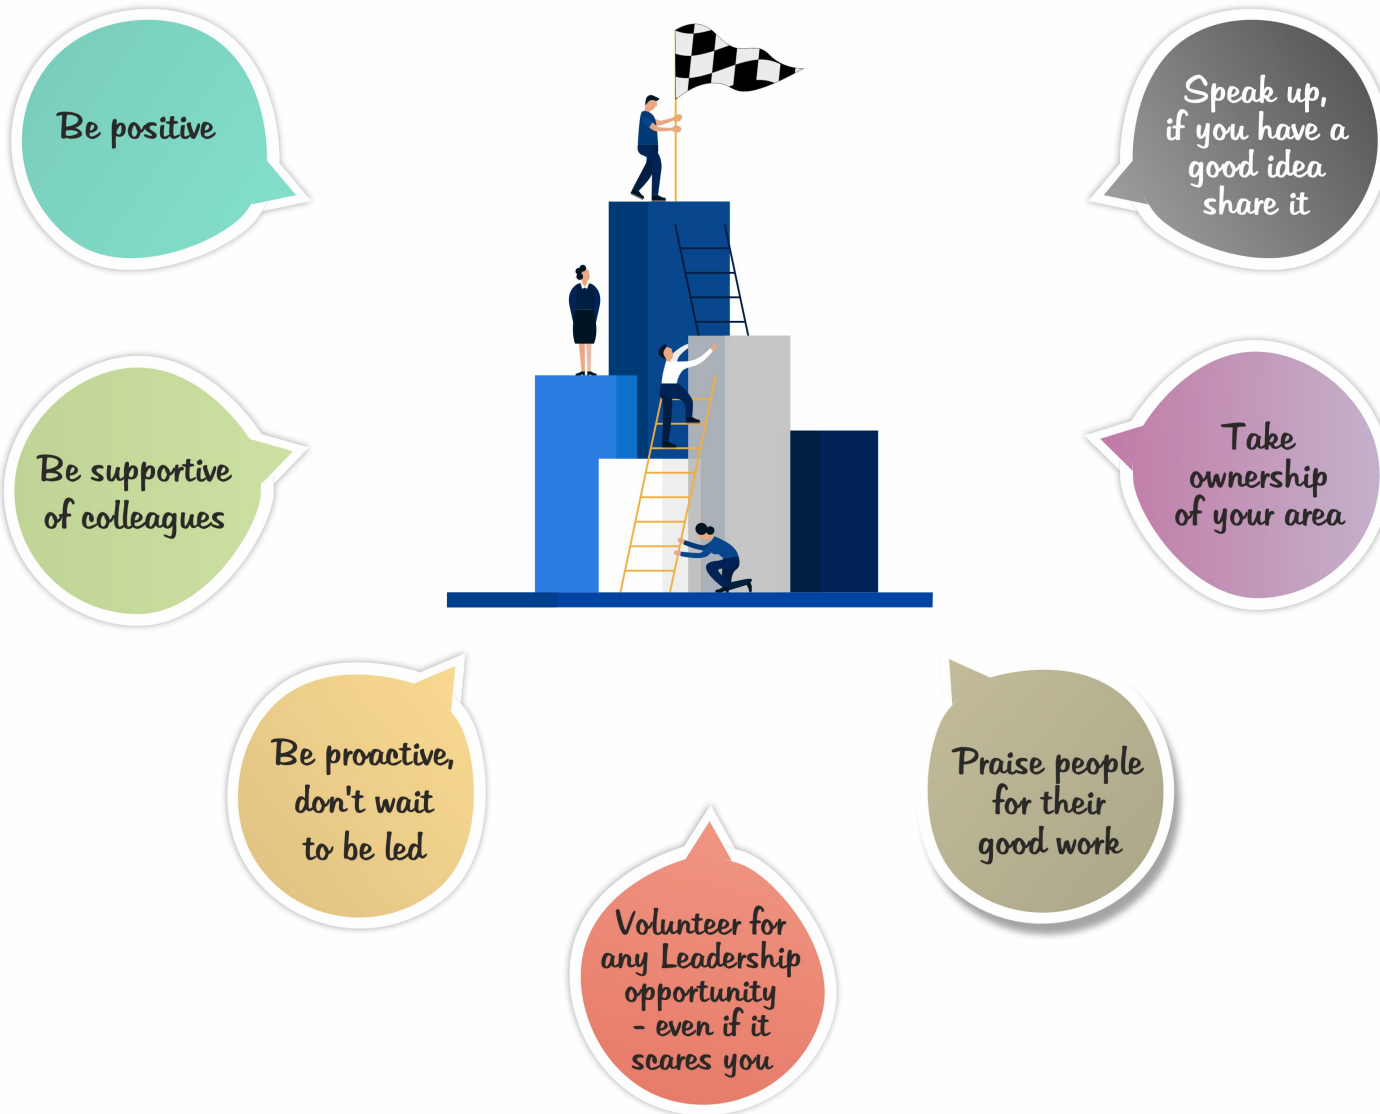 Be positive
Speak up,
if you have a
good idea
share it
Be supportive
of colleagues
Take
ownership
of your area
Be proactive,
don't wait
to be led
Praise people
for their
good work
Volunteer for
any Leadership
opportunity
- even if it
scares you